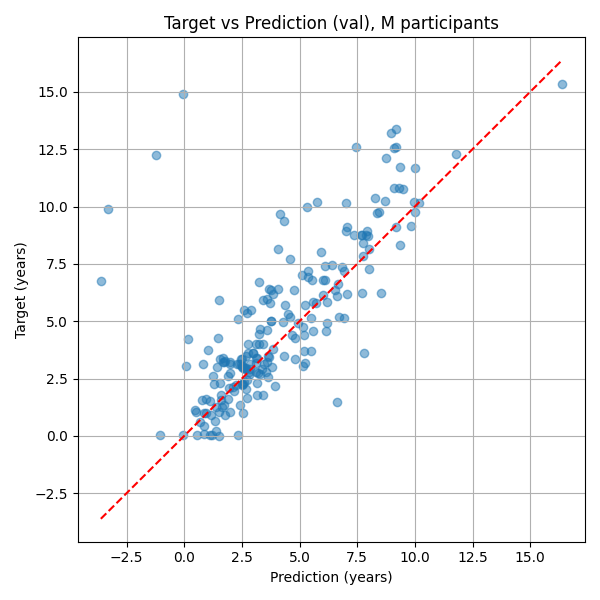 Target vs Prediction (val), M participants
15.0
12.5
10.0
7.5
5.0
2.5
0.0
−2.5
Target (years)
−2.5 0.0 2.5 5.0 7.5 10.0 12.5 15.0
Prediction (years)